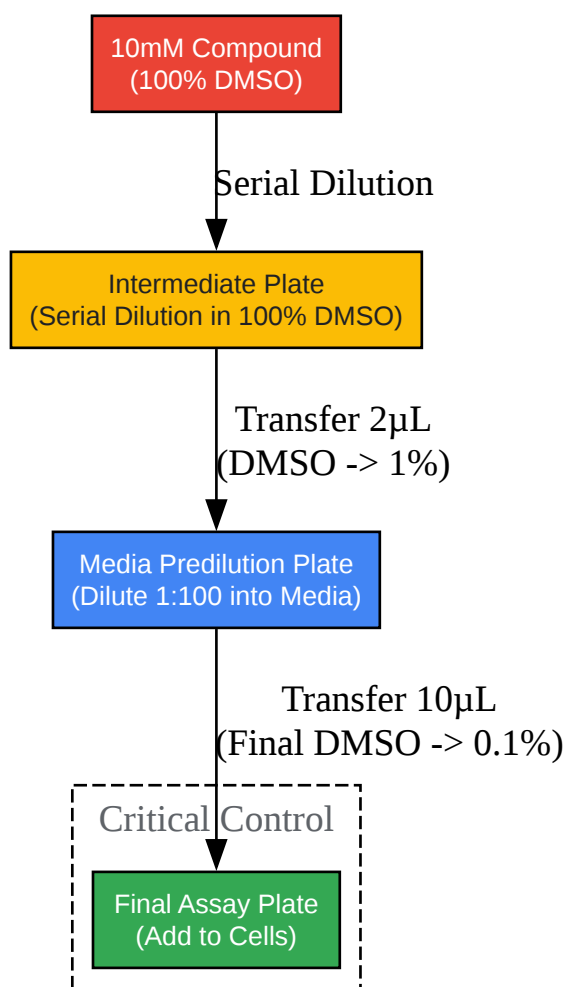 10mM Compound
(100% DMSO)
Serial Dilution
Intermediate Plate
(Serial Dilution in 100% DMSO)
Transfer 2µL
(DMSO -> 1%)
Media Predilution Plate
(Dilute 1:100 into Media)
Transfer 10µL
(Final DMSO -> 0.1%)
Critical Control
Final Assay Plate
(Add to Cells)